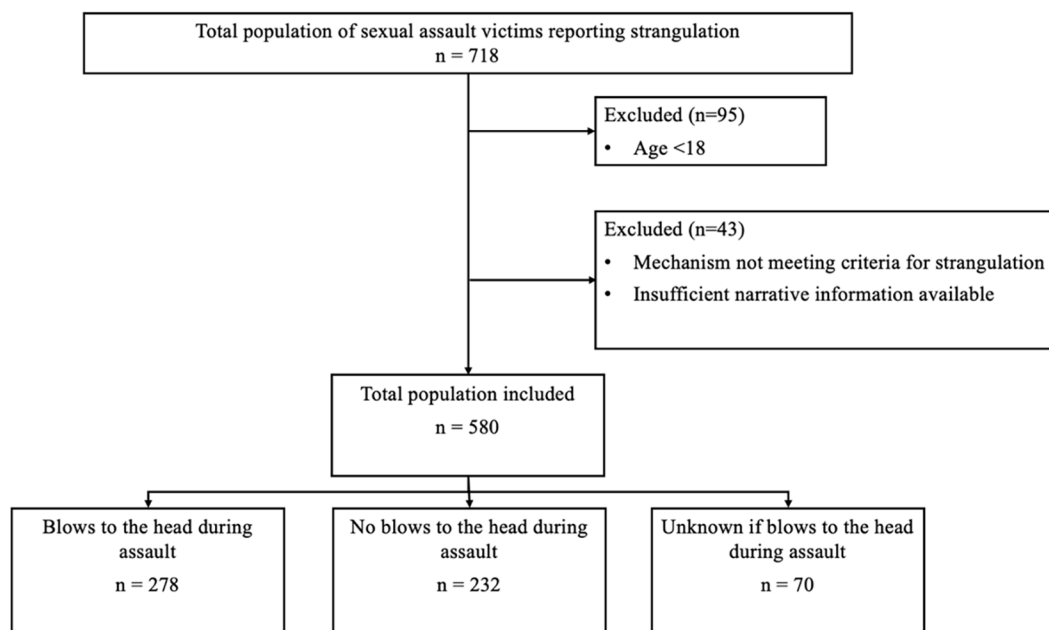 Total population of sexual assault victims reporting strangulation
n = 718
Excluded (n=95)
• Age <18
Excluded (n=43)
• Mechanism not meeting criteria for strangulation
• Insufficient narrative information available
Total population included
n = 580
Blows to the head during
assault
n = 278
No blows to the head during
assault
n = 232
Unknown if blows to the head
during assault
n = 70